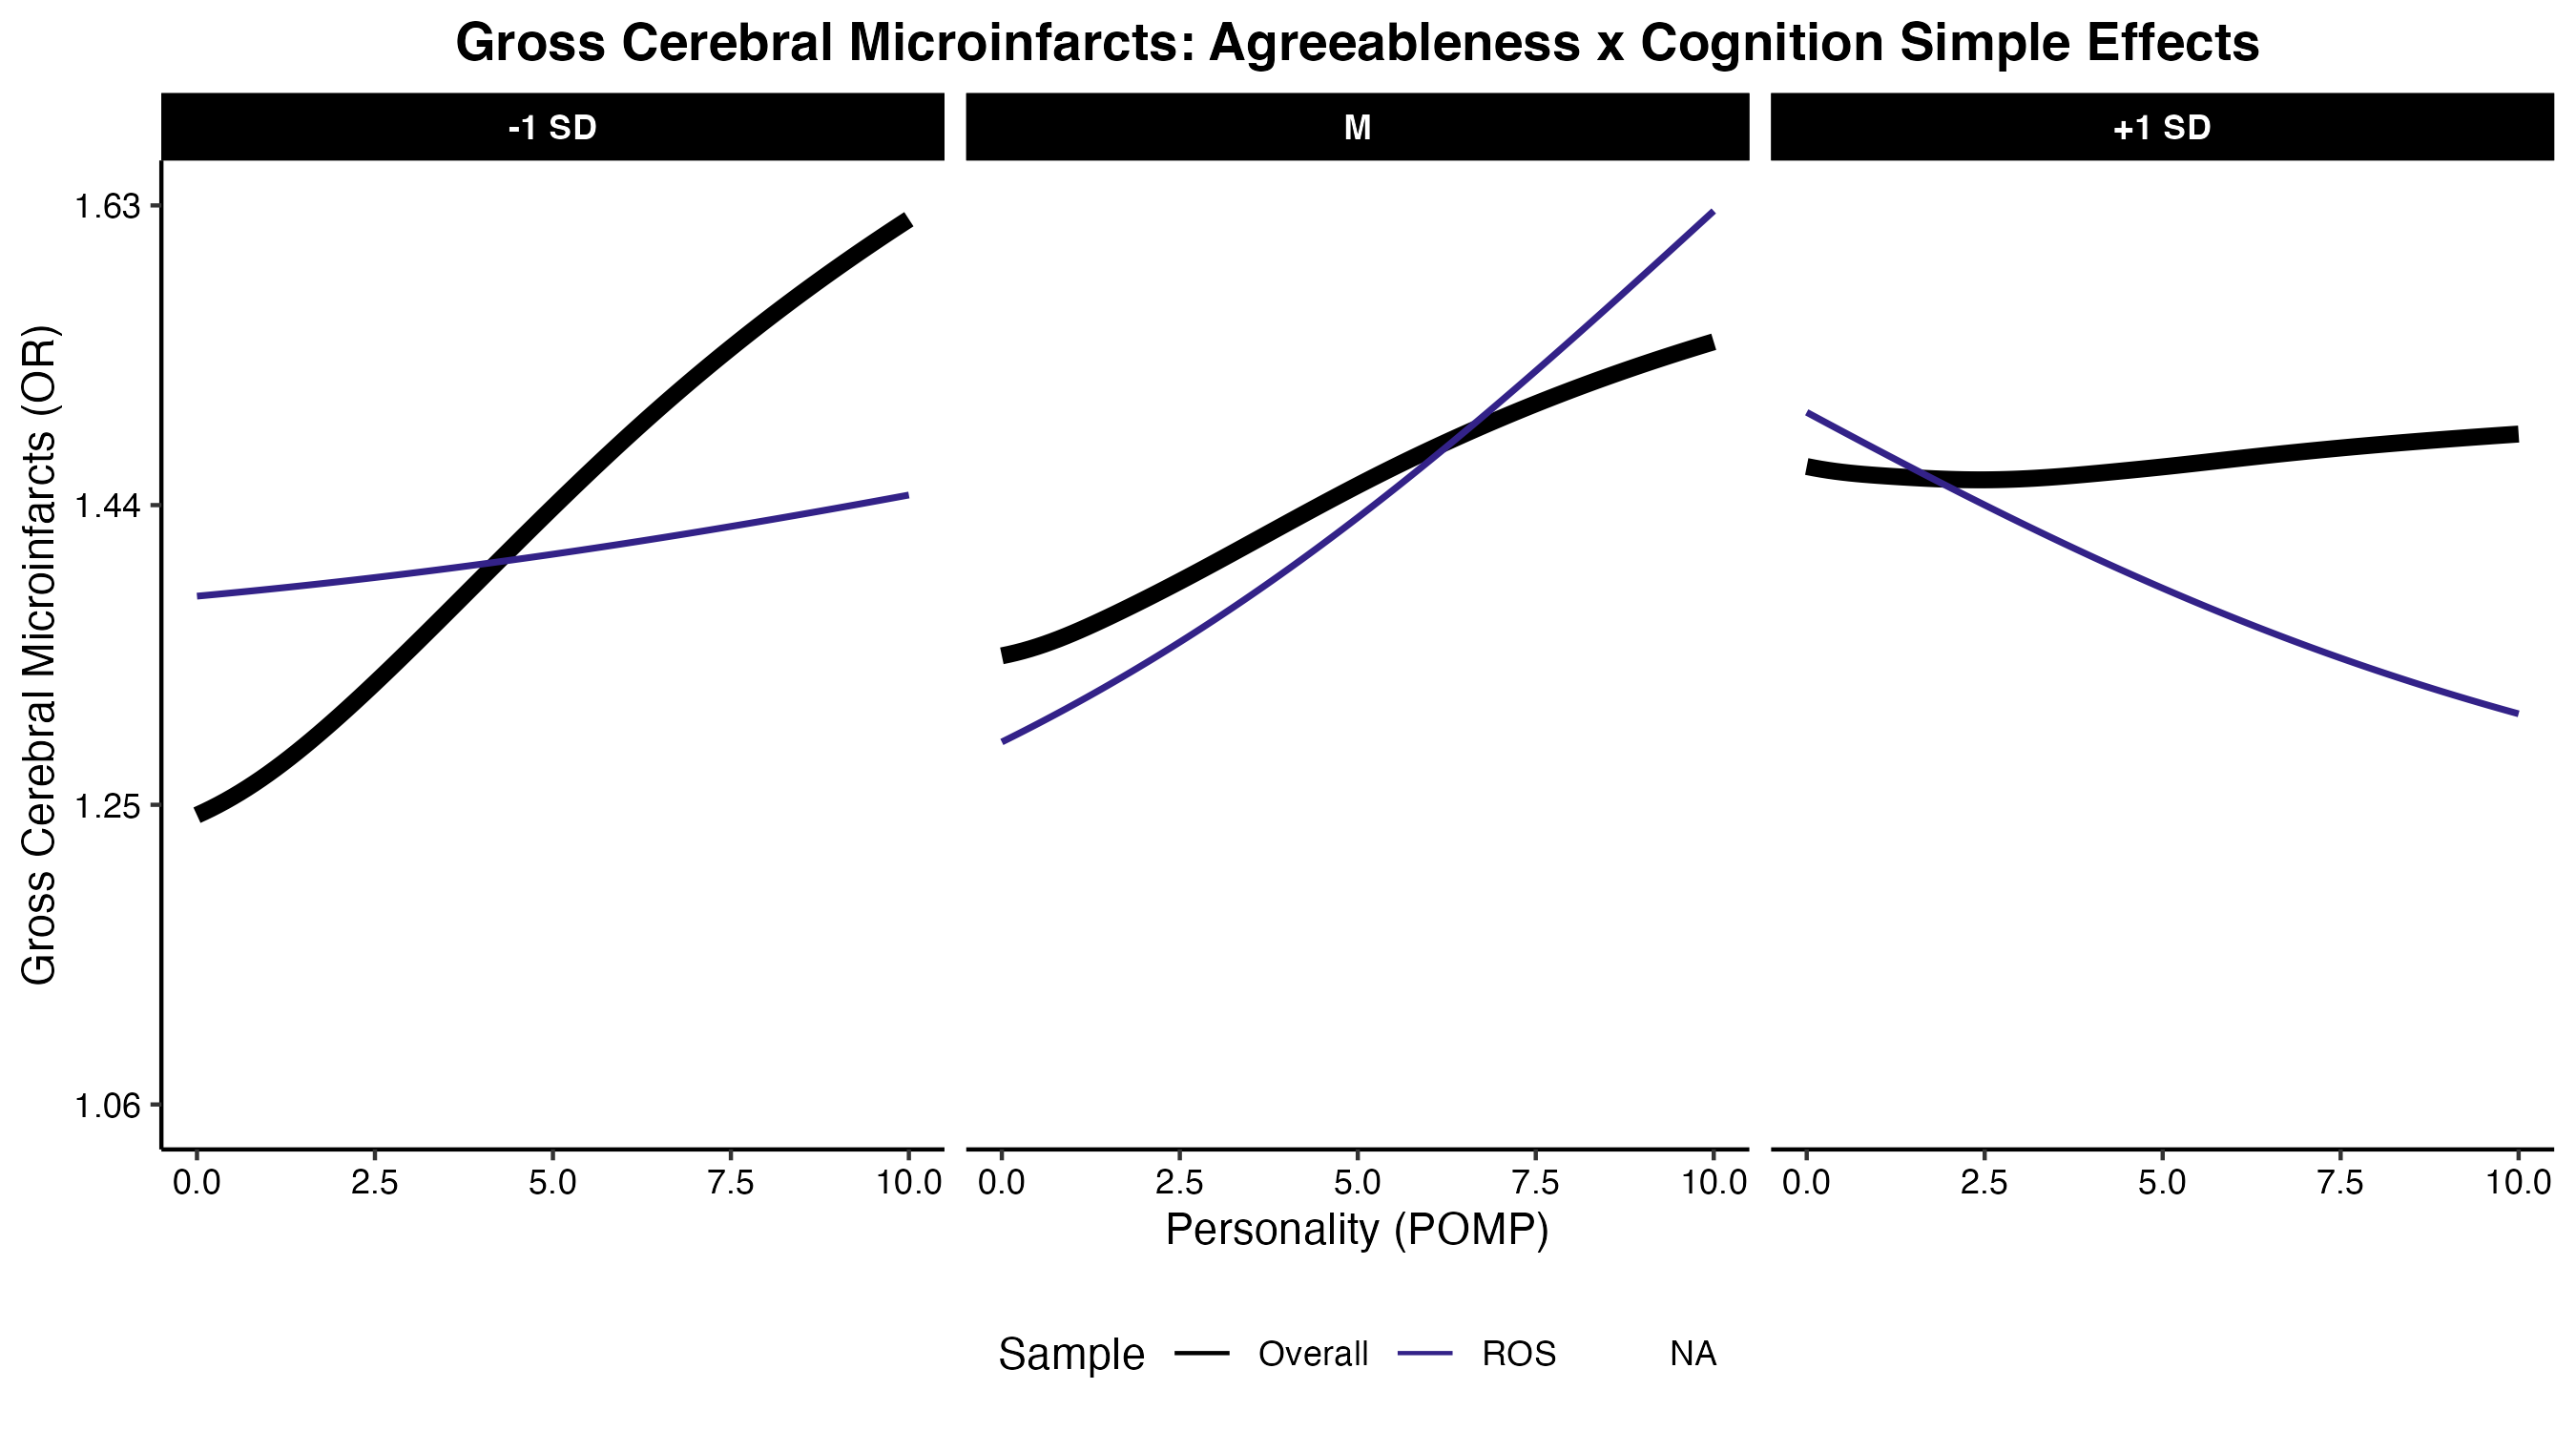 Gross Cerebral Microinfarcts: Agreeableness x Cognition Simple Effects
-1 SD M +1 SD
Gross Cerebral Microinfarcts (OR)
1.63
1.44
1.25
1.06
0.0 2.5 5.0 7.5 10.0 0.0 2.5 5.0 7.5 10.0 0.0 2.5 5.0 7.5 10.0
Personality (POMP)
Sample Overall ROS NA